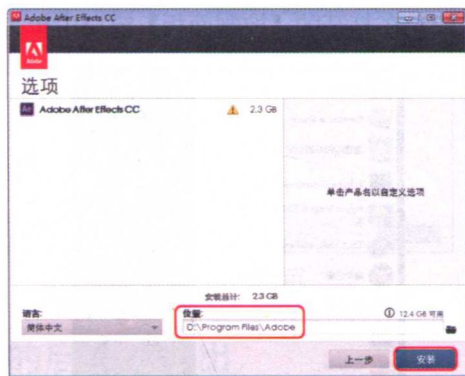 Adobe After Effects CC
Adobe
选项
Ae Adobe After Effects CC 2.3 GB
单击产品名以自定义选项
安装总计: 2.3 GB
语言: 位置: 12.4 GB 可用
简体中文 D:\Program Files\Adobe
上一步 安装